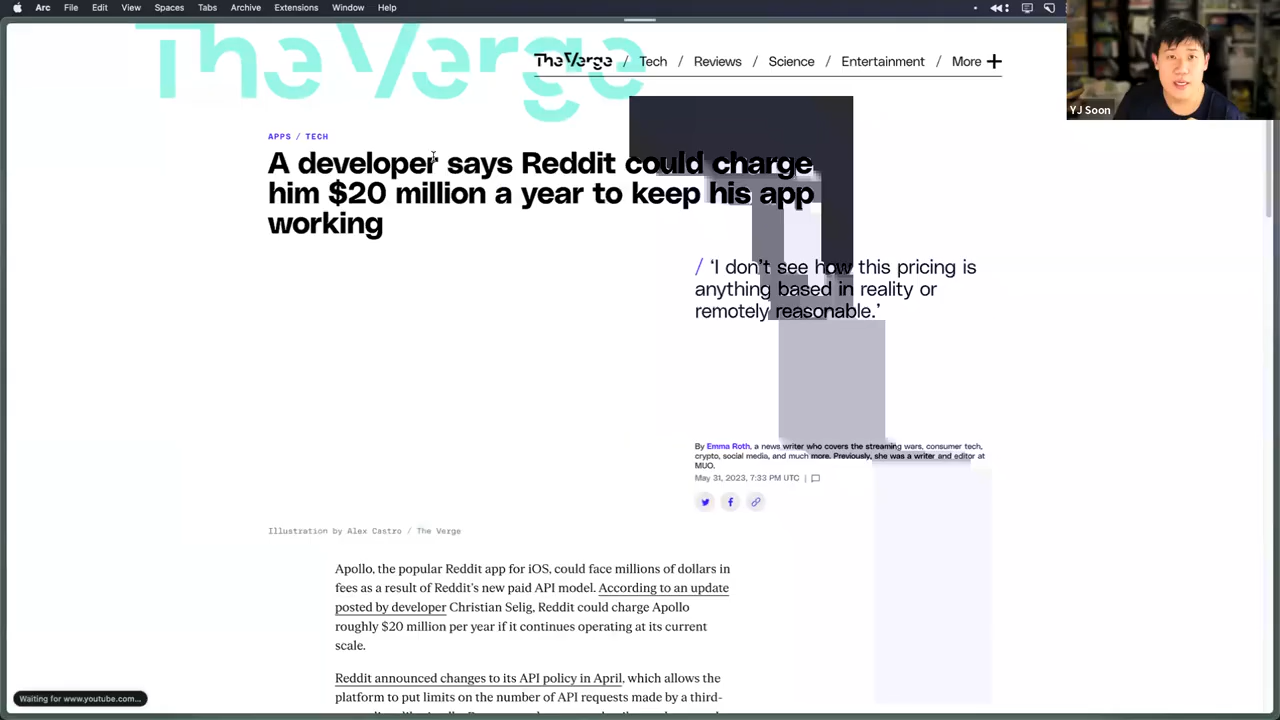 Arc File Edit View Spaces Tabs Archive Extensions Window Help
The Verge
The Verge / Tech / Reviews / Science / Entertainment / More +
YJ Soon
APPS / TECH
A developer says Reddit could charge
him $20 million a year to keep his app
working
/ ‘I don’t see how this pricing is
anything based in reality or
remotely reasonable.’
By Emma Roth, a news writer who covers the streaming wars, consumer tech,
crypto, social media, and much more. Previously, she was a writer and editor at
MUO.
May 31, 2023, 7:33 PM UTC |
Illustration by Alex Castro / The Verge
Apollo, the popular Reddit app for iOS, could face millions of dollars in
fees as a result of Reddit’s new paid API model. According to an update
posted by developer Christian Selig, Reddit could charge Apollo
roughly $20 million per year if it continues operating at its current
scale.
Reddit announced changes to its API policy in April, which allows the
platform to put limits on the number of API requests made by a third-
Waiting for www.youtube.com...